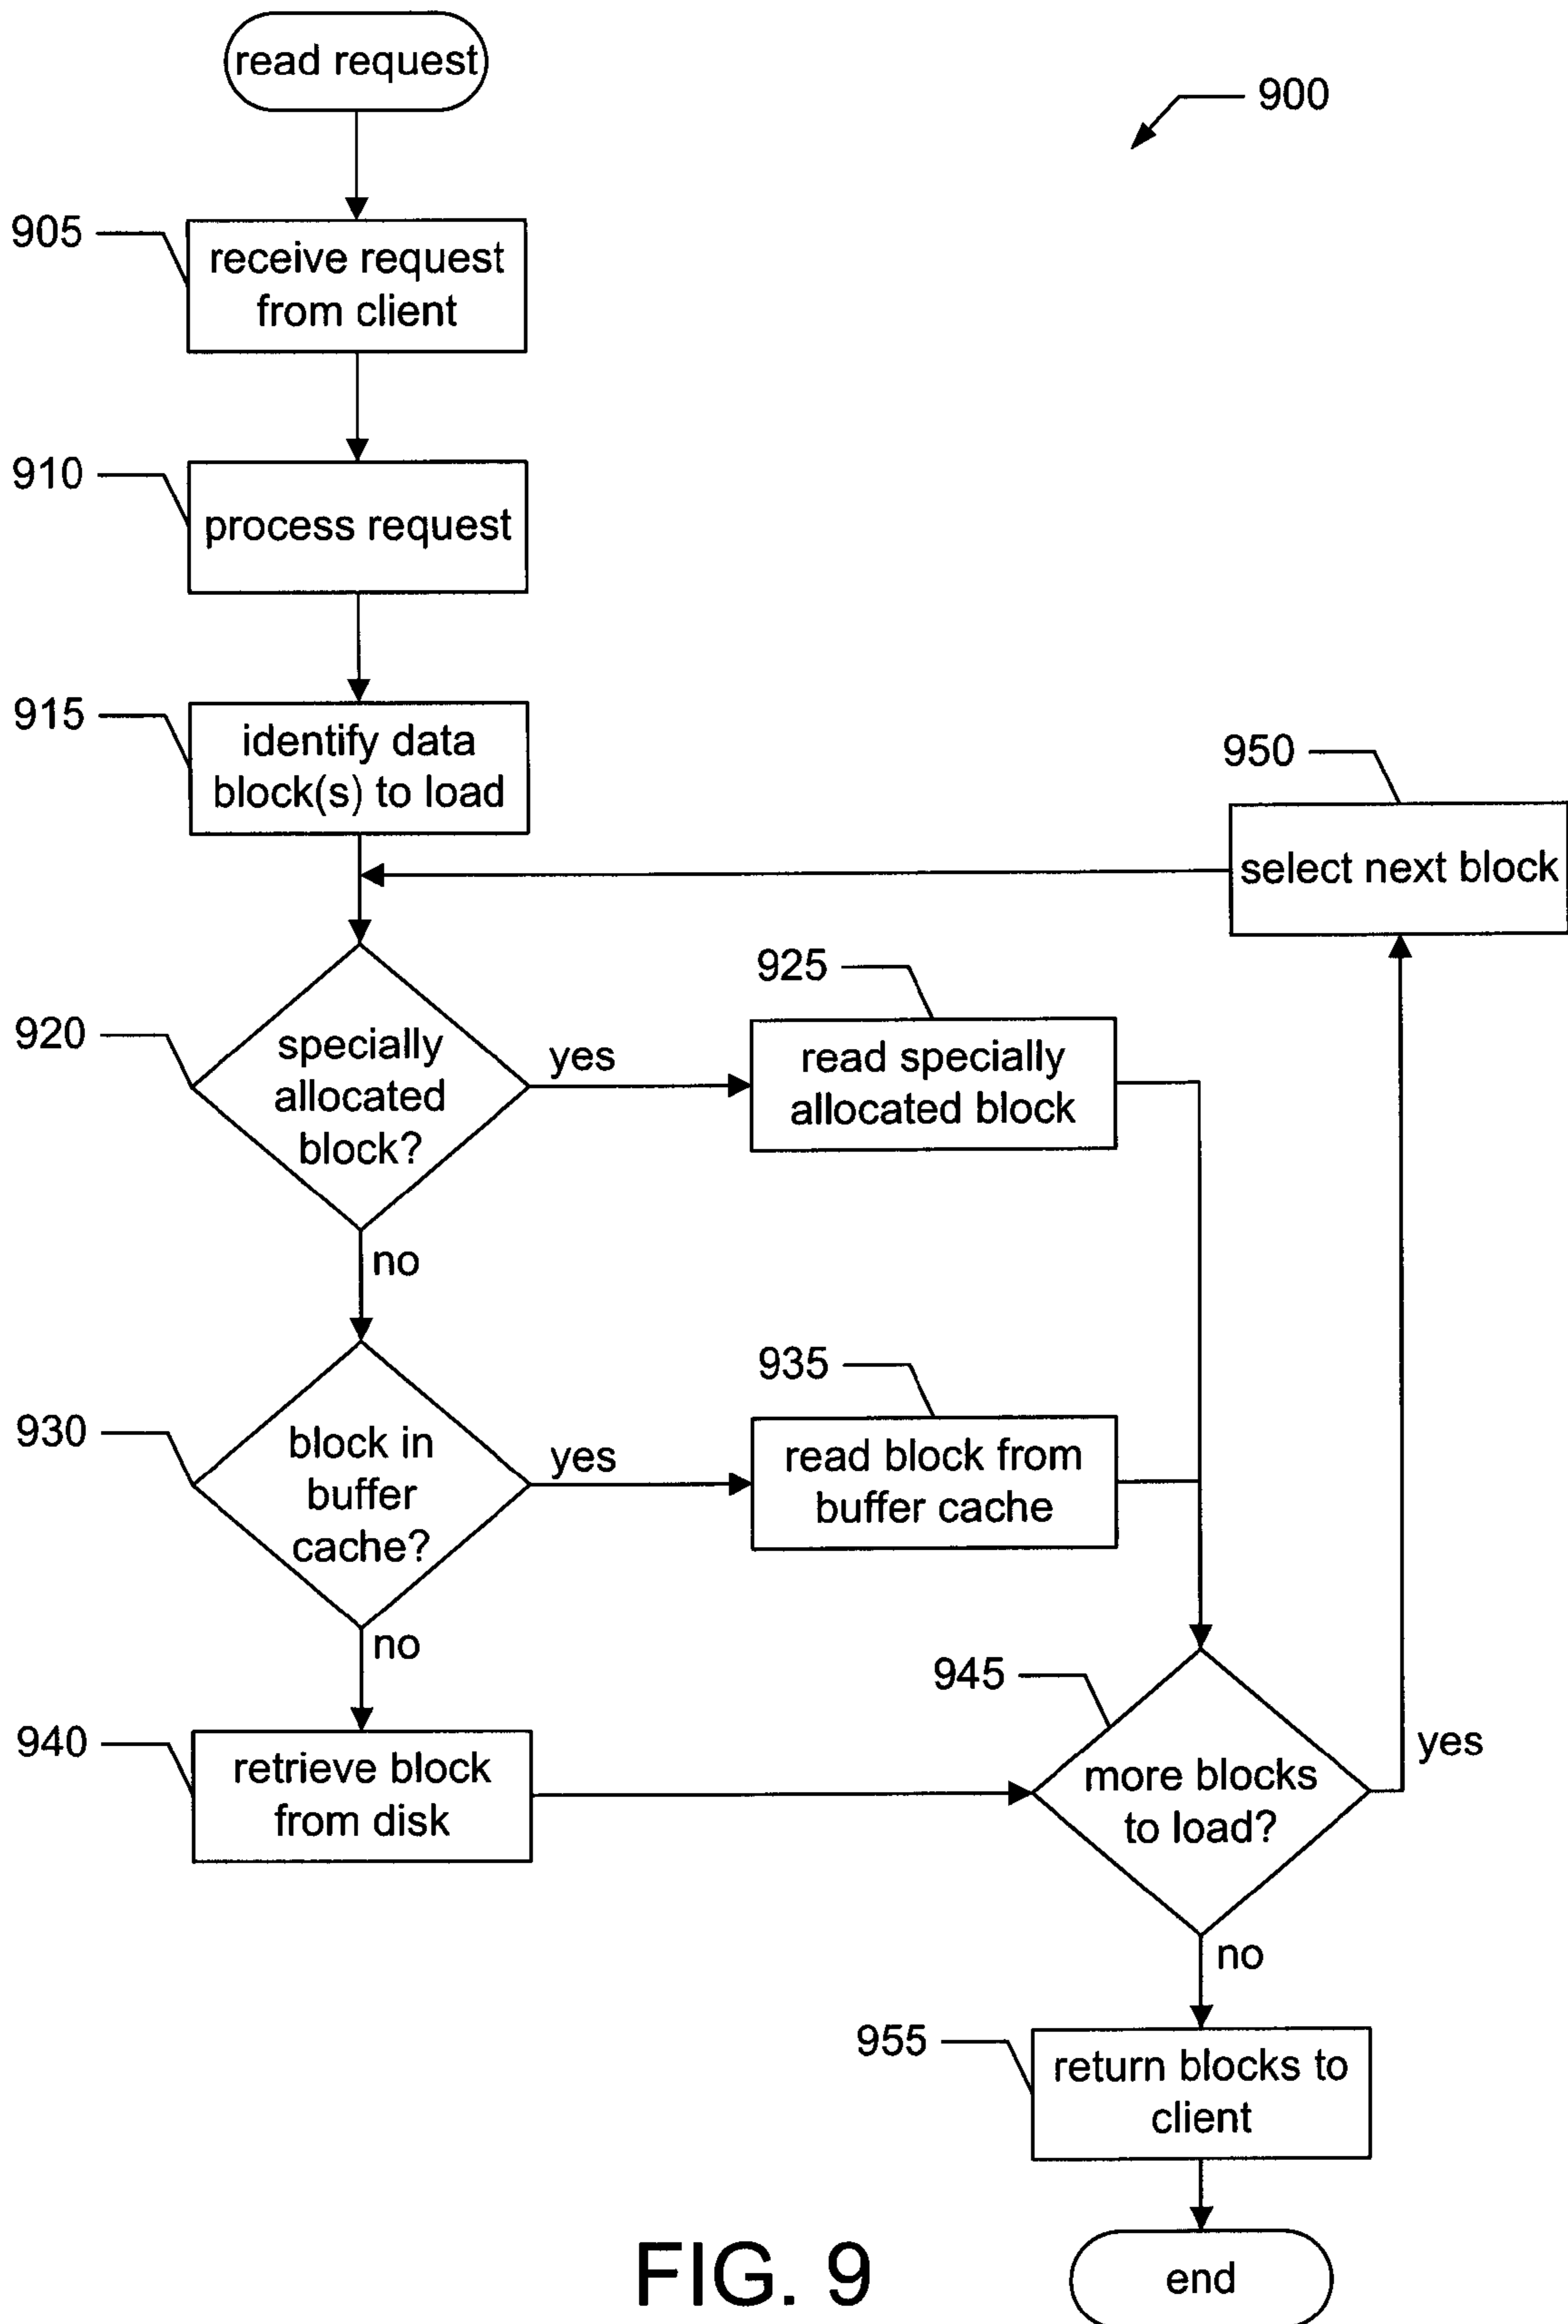 read request
900
905
receive request
from client
910
process request
915
identify data
block(s) to load
950
select next block
920
specially
allocated
block?
yes
925
read specially
allocated block
no
930
block in
buffer
cache?
yes
935
read block from
buffer cache
no
940
retrieve block
from disk
945
more blocks
to load?
yes
no
955
return blocks to
client
end
FIG. 9